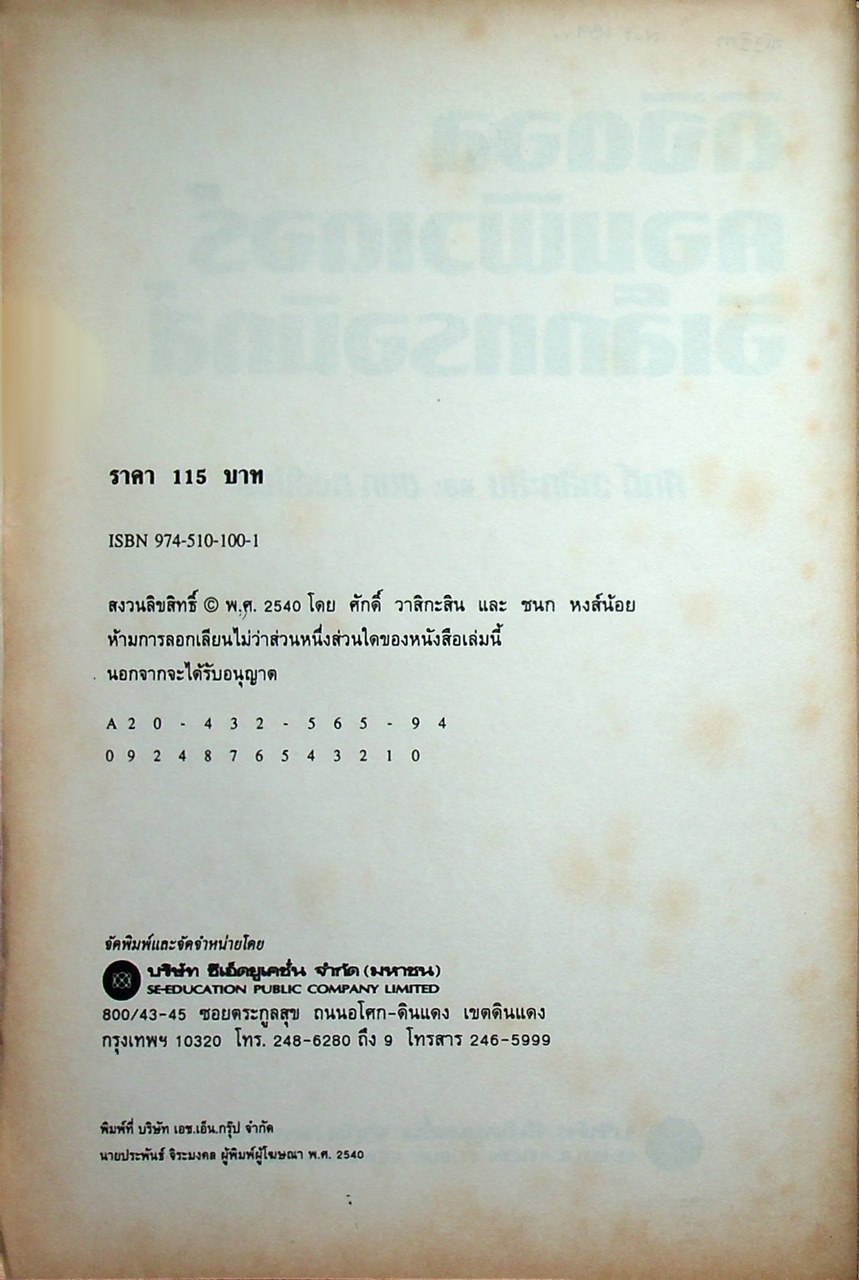 ราคา 115 บาท
ISBN 974-510-100-1
สงวนลิขสิทธิ์ © พ.ศ. 2540 โดย ศักดิ์ วาสิกะสิน และ ชนก หงส์น้อย
ห้ามการลอกเลียนไม่ว่าส่วนหนึ่งส่วนใดของหนังสือเล่มนี้
นอกจากจะได้รับอนุญาต
A 2 0 - 4 3 2 - 5 6 5 - 9 4
0 9 2 4 8 7 6 5 4 3 2 1 0
จัดพิมพ์และจัดจำหน่ายโดย
บริษัท ซีเอ็ดยูเคชั่น จำกัด (มหาชน)
SE-EDUCATION PUBLIC COMPANY LIMITED
800/43-45 ซอยตระกูลสุข ถนนอโศก-ดินแดง เขตดินแดง
กรุงเทพฯ 10320 โทร. 248-6280 ถึง 9 โทรสาร 246-5999
พิมพ์ที่ บริษัท เอช.เอ็น.กรุ๊ป จำกัด
นายประพันธ์ จิระมงคล ผู้พิมพ์ผู้โฆษณา พ.ศ. 2540